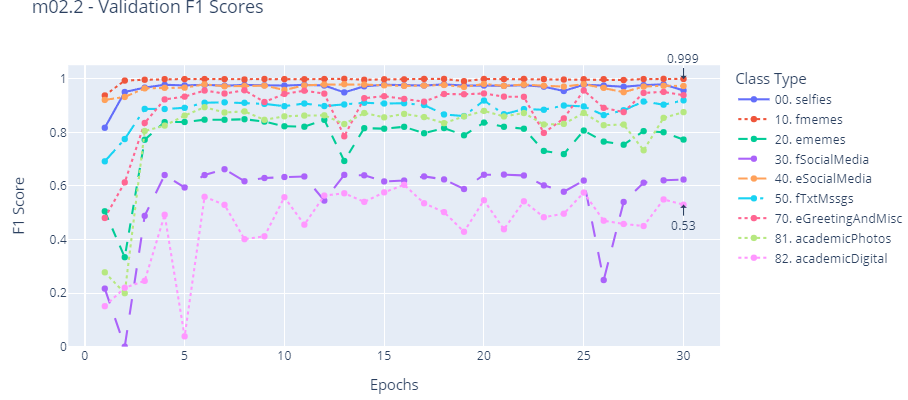 m02.2 - Validation F1 Scores
0.999
1
0.8
0.6
0.4
0.2
0
F1 Score
0.53
0
5
10
15
20
25
30
Epochs
Class Type
00. selfies
10. fmemes
20. ememes
30. fSocialMedia
40. eSocialMedia
50. fTxtMssgs
70. eGreetingAndMisc
81. academicPhotos
82. academicDigital